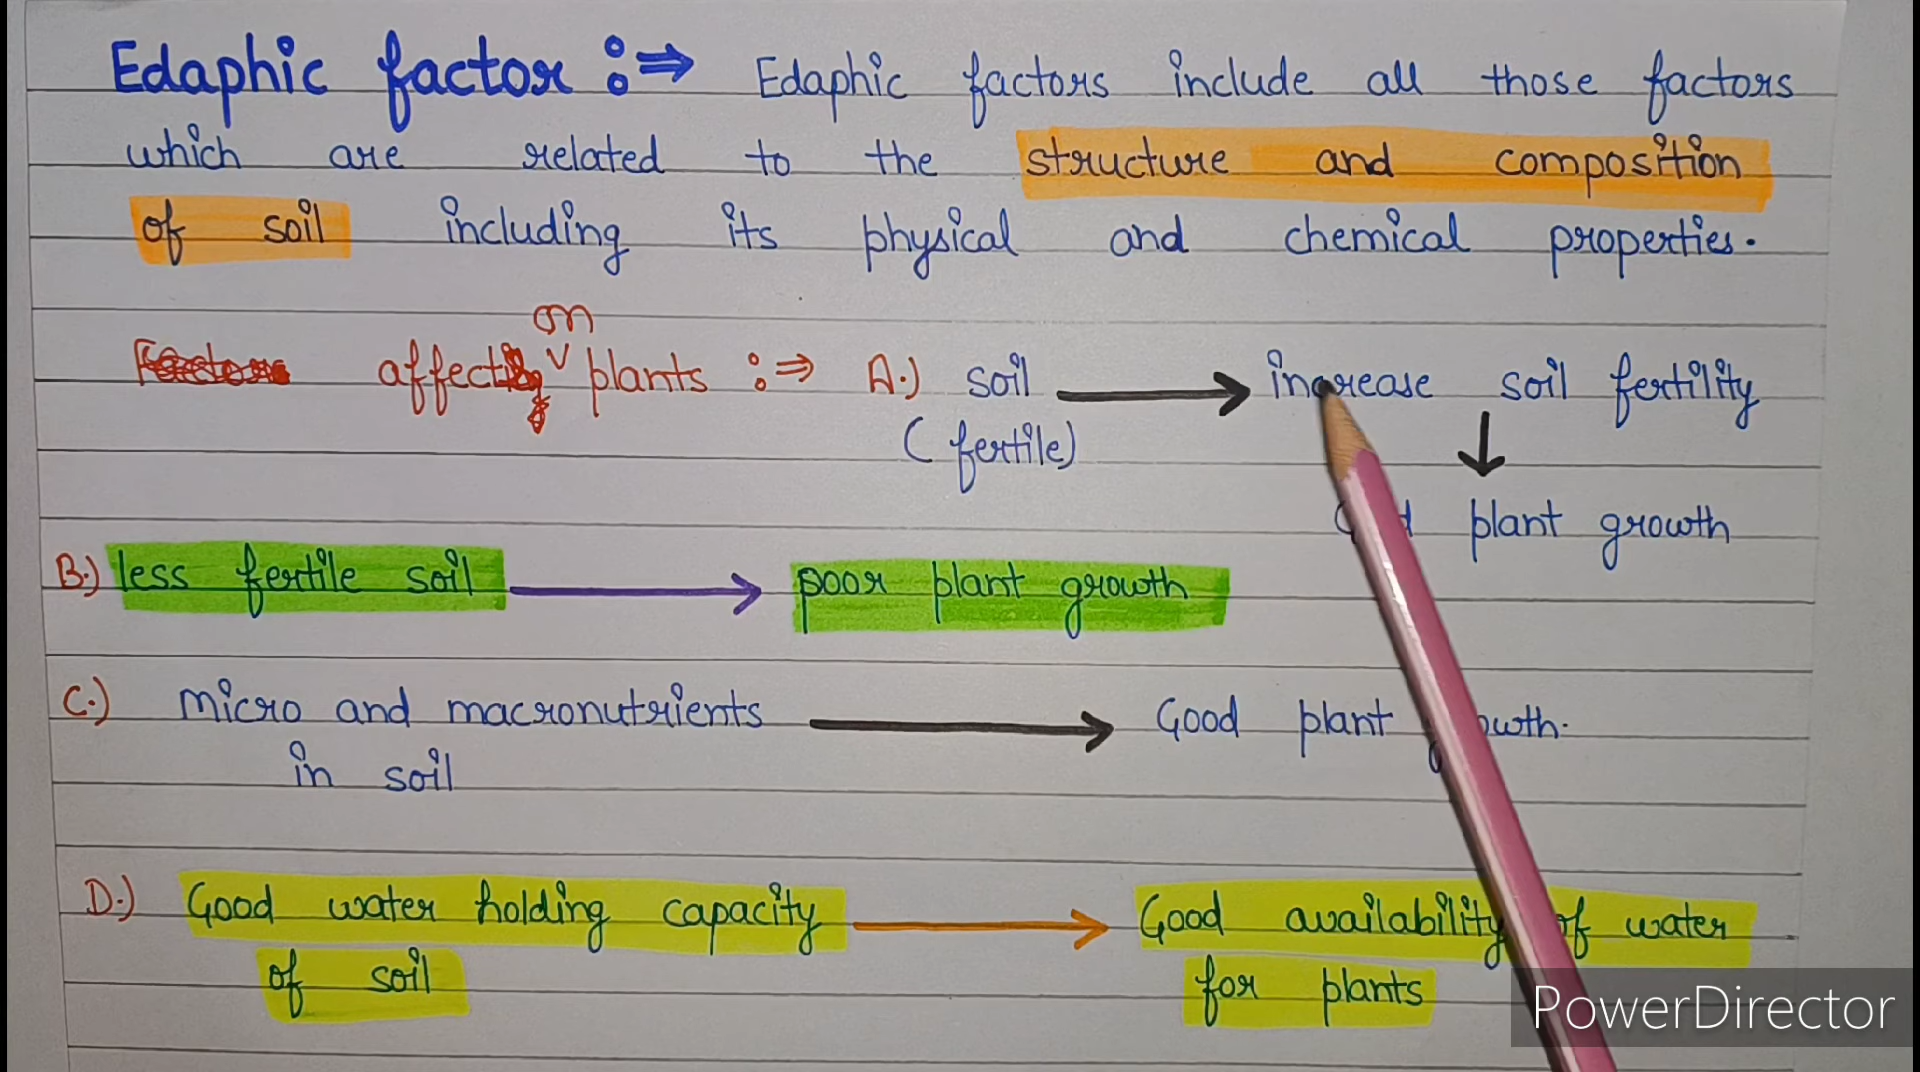 Edaphic factor :⇒ Edaphic factors include all those factors
which are related to the structure and composition
of soil including its physical and chemical properties.
on
affect plants :⇒ A.) soil → increase soil fertility
(fertile) ↓
plant growth
B.) less fertile soil → poor plant growth
C.) micro and macronutrients → Good plant growth.
in soil
D.) Good water holding capacity → Good availability of water
of soil for plants
PowerDirector